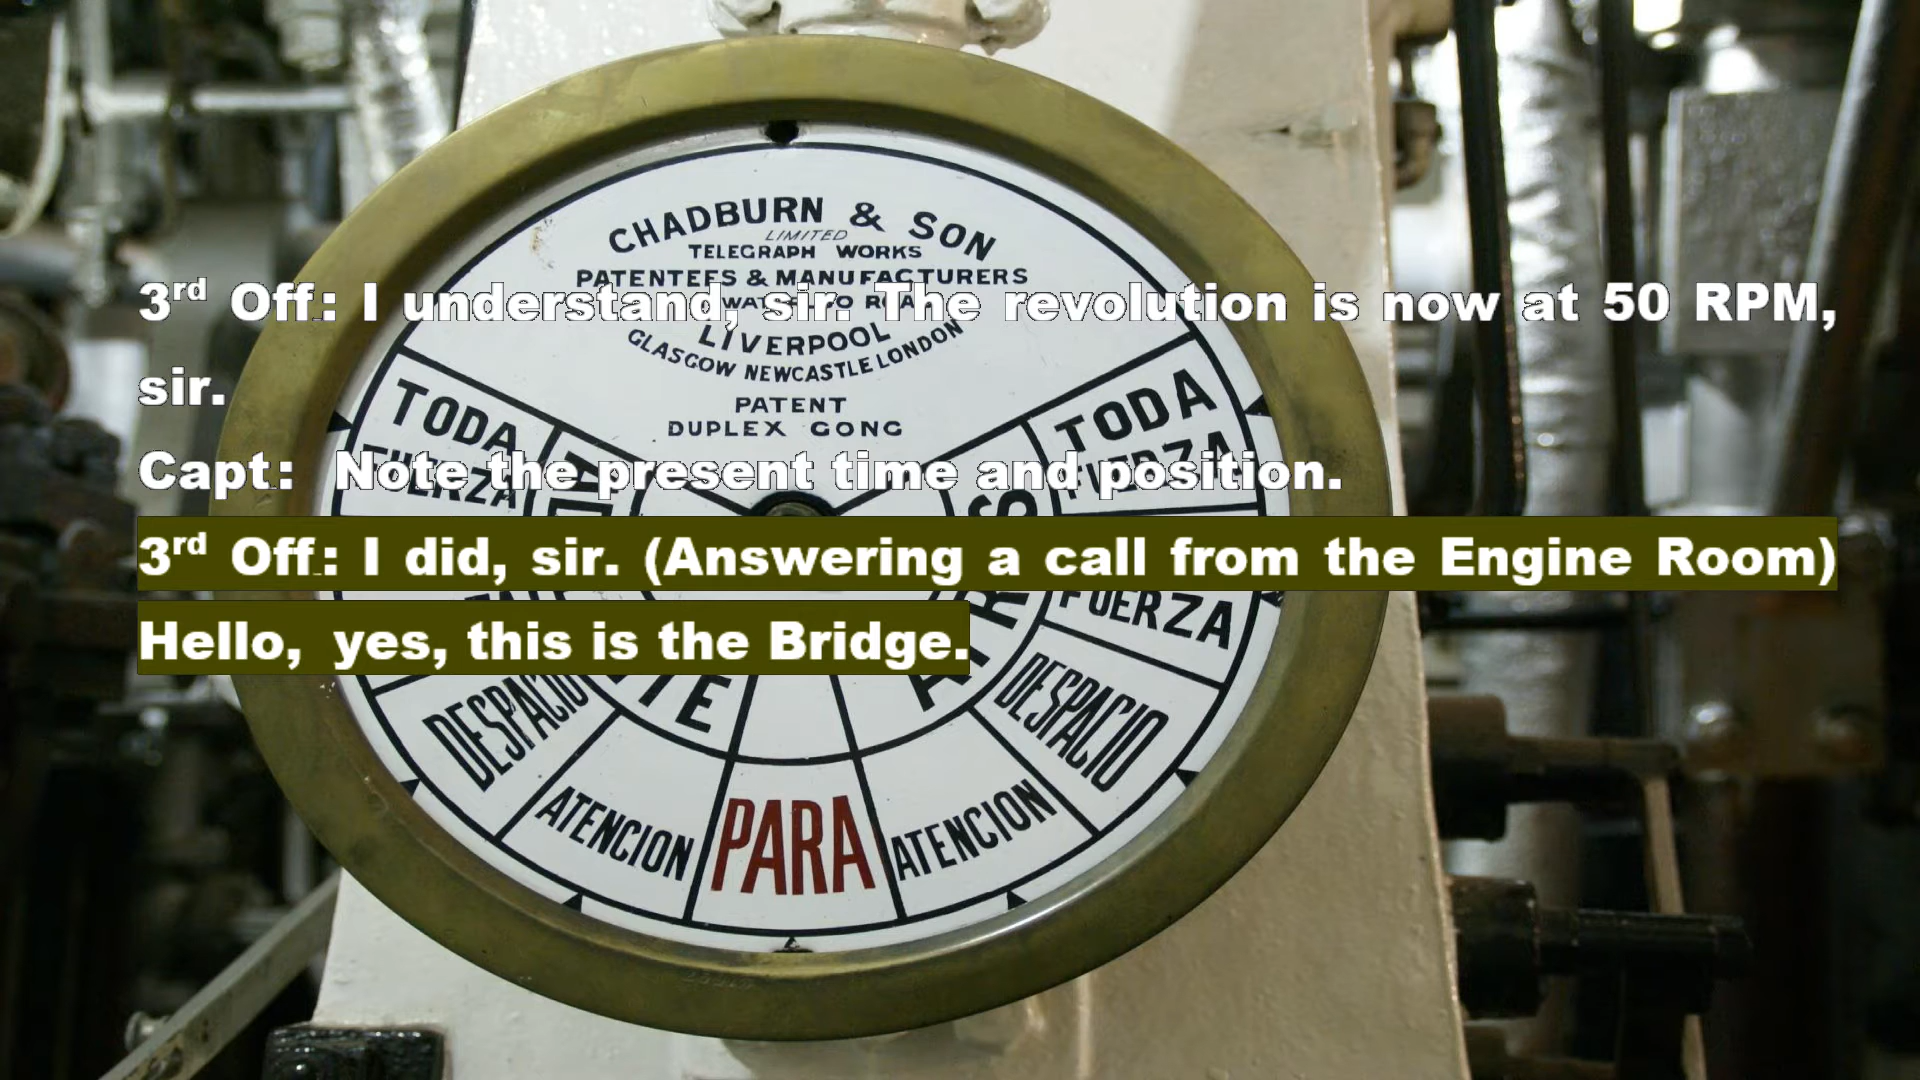 CHADBURN & SON
LIMITED
TELEGRAPH WORKS
PATENTEES & MANUFACTURERS
3rd Off.: I understand, sir. The revolution is now at 50 RPM,
LIVERPOOL
GLASGOW NEWCASTLE LONDON
sir.
PATENT
DUPLEX GONG
TODA FUERZA
TODA FUERZA
Capt.: Note the present time and position.
3rd Off.: I did, sir. (Answering a call from the Engine Room)
FUERZA
Hello, yes, this is the Bridge.
DESPACIO
DESPACIO
ATENCION
PARA
ATENCION